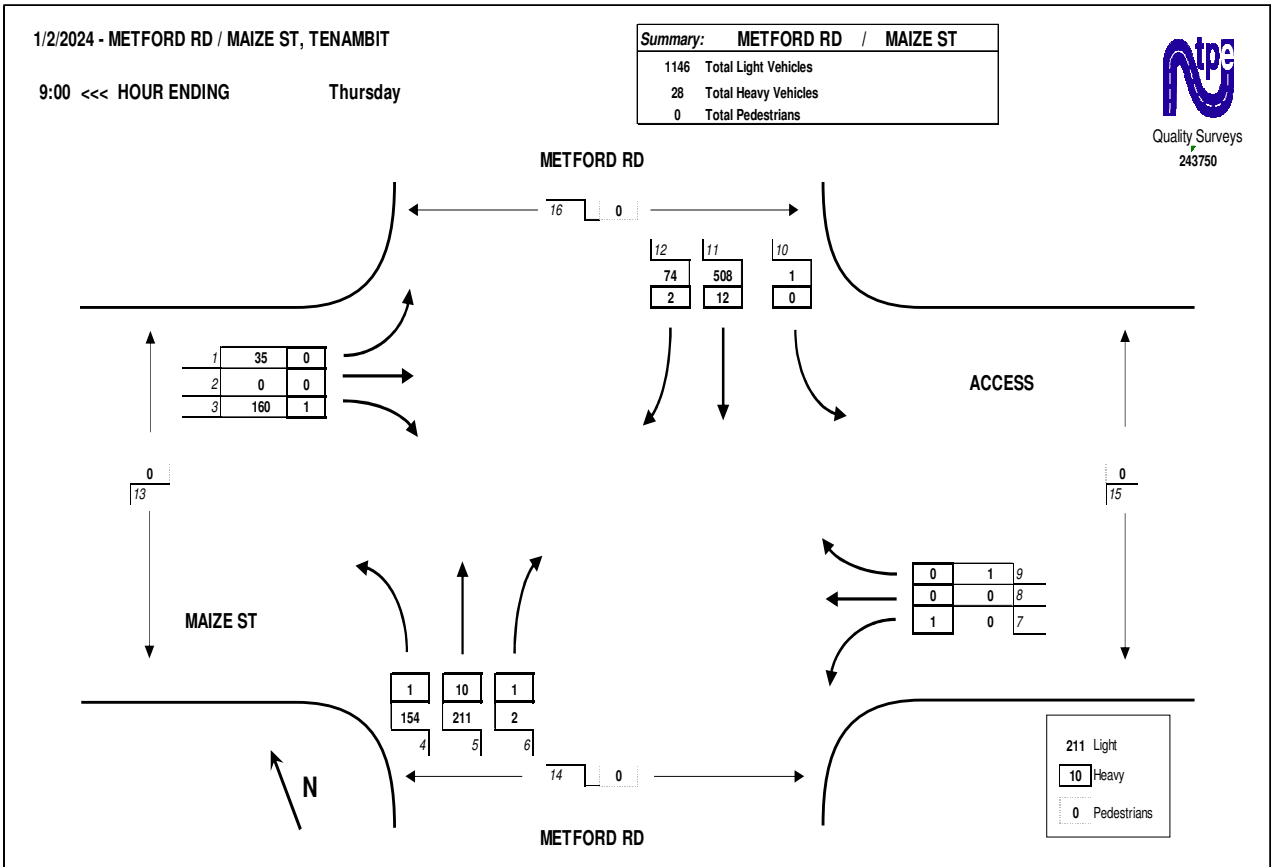 1/2/2024 - METFORD RD / MAIZE ST, TENAMBIT
Summary: METFORD RD / MAIZE ST
1146 Total Light Vehicles
28 Total Heavy Vehicles
0 Total Pedestrians
9:00 <<< HOUR ENDING Thursday
ntpe
Quality Surveys
243750
METFORD RD
16 0
12 11 10
74 508 1
2 12 0
1 35 0
2 0 0
3 160 1
ACCESS
0
13
0
15
0 1 9
0 0 8
1 0 7
MAIZE ST
1 10 1
154 211 2
4 5 6
14 0
N
METFORD RD
211 Light
10 Heavy
0 Pedestrians